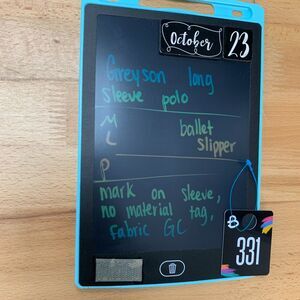 October 23
Greyson long
sleeve polo
M ballet
L slipper
P
mark on sleeve,
no material tag,
fabric GC
B
331